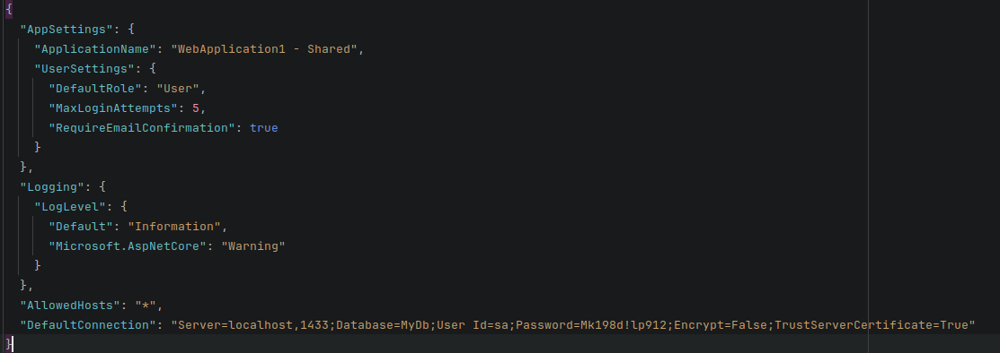 {
  "AppSettings": {
    "ApplicationName": "WebApplication1 - Shared",
    "UserSettings": {
      "DefaultRole": "User",
      "MaxLoginAttempts": 5,
      "RequireEmailConfirmation": true
    }
  },
  "Logging": {
    "LogLevel": {
      "Default": "Information",
      "Microsoft.AspNetCore": "Warning"
    }
  },
  "AllowedHosts": "*",
  "DefaultConnection": "Server=localhost,1433;Database=MyDb;User Id=sa;Password=Mk198d!lp912;Encrypt=False;TrustServerCertificate=True"
}